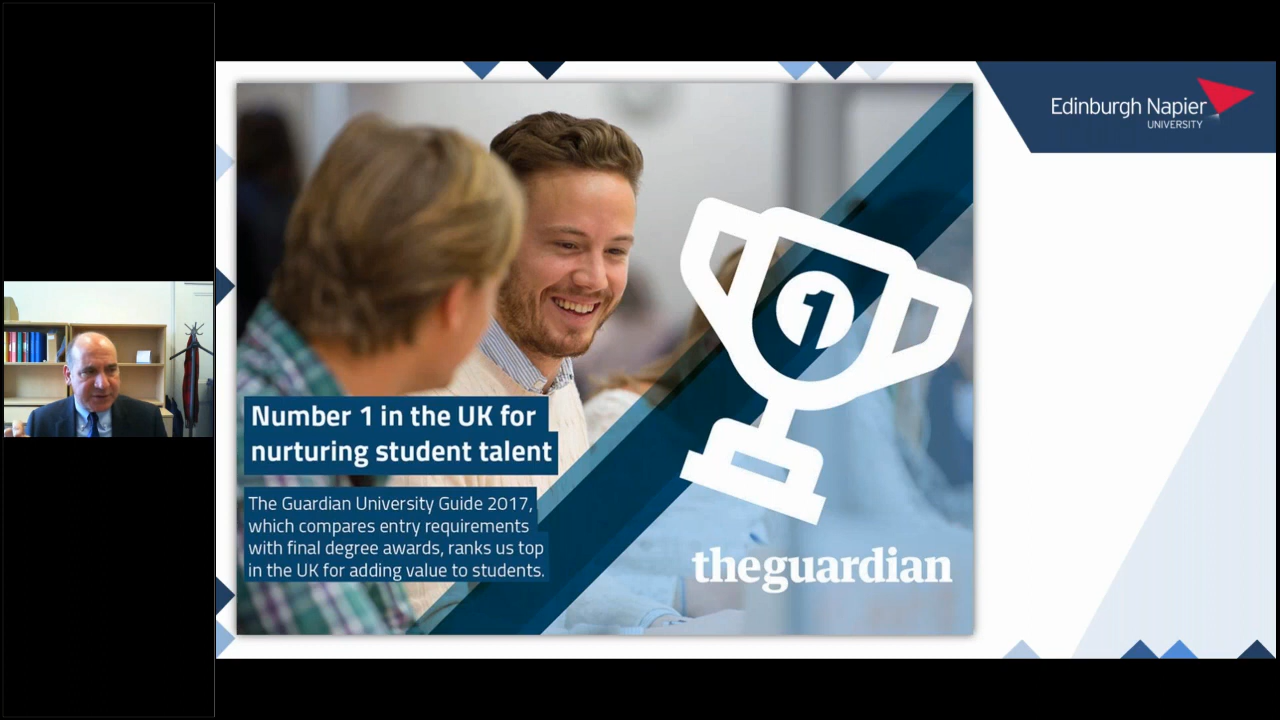 Edinburgh Napier
UNIVERSITY
1
Number 1 in the UK for
nurturing student talent
The Guardian University Guide 2017,
which compares entry requirements
with final degree awards, ranks us top
in the UK for adding value to students.
theguardian